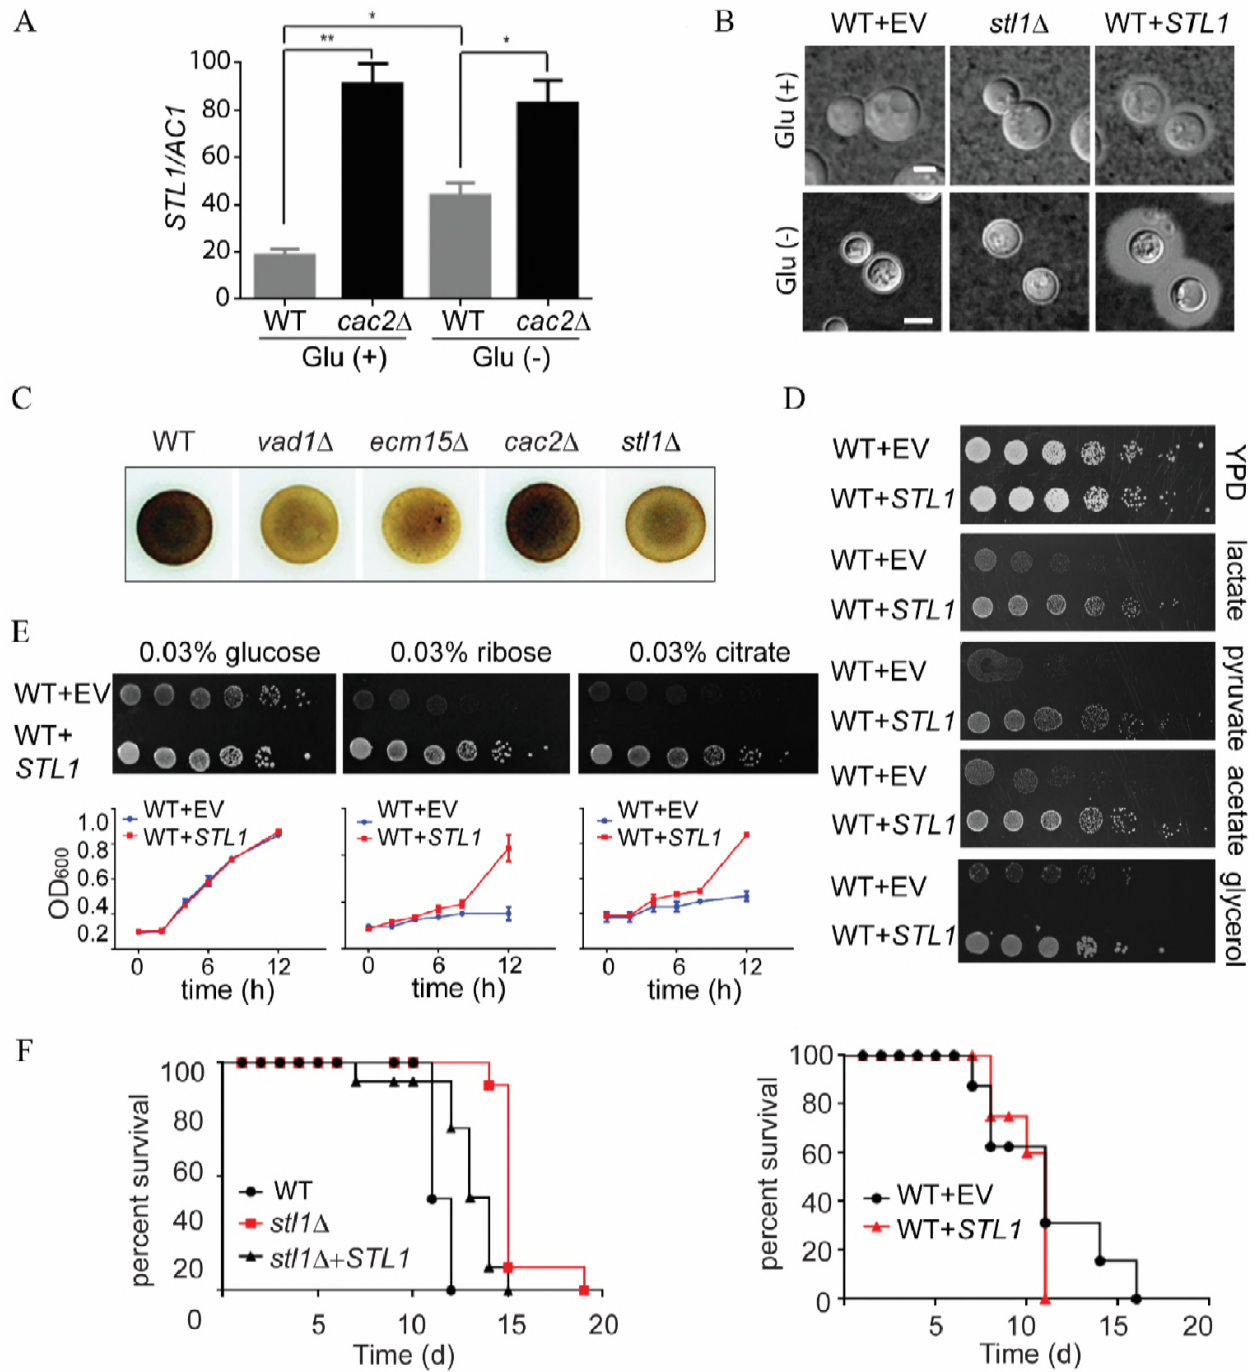 A
STL1/AC1
100
80
60
40
20
0
*
**
*
WT
cac2Δ
WT
cac2Δ
Glu (+)
Glu (-)
B
WT+EV
stl1Δ
WT+STL1
Glu (+)
Glu (-)
C
WT
vad1Δ
ecm15Δ
cac2Δ
stl1Δ
D
WT+EV
WT+STL1
YPD
WT+EV
WT+STL1
lactate
WT+EV
WT+STL1
pyruvate
WT+EV
WT+STL1
acetate
WT+EV
WT+STL1
glycerol
E
0.03% glucose
0.03% ribose
0.03% citrate
WT+EV
WT+
STL1
OD600
1.0
0.8
0.6
0.4
0.2
WT+EV
WT+STL1
0
6
12
time (h)
WT+EV
WT+STL1
0
6
12
time (h)
WT+EV
WT+STL1
0
6
12
time (h)
F
percent survival
100
80
60
40
20
0
WT
stl1Δ
stl1Δ+STL1
5
10
15
20
Time (d)
percent survival
100
80
60
40
20
0
WT+EV
WT+STL1
5
10
15
20
Time (d)